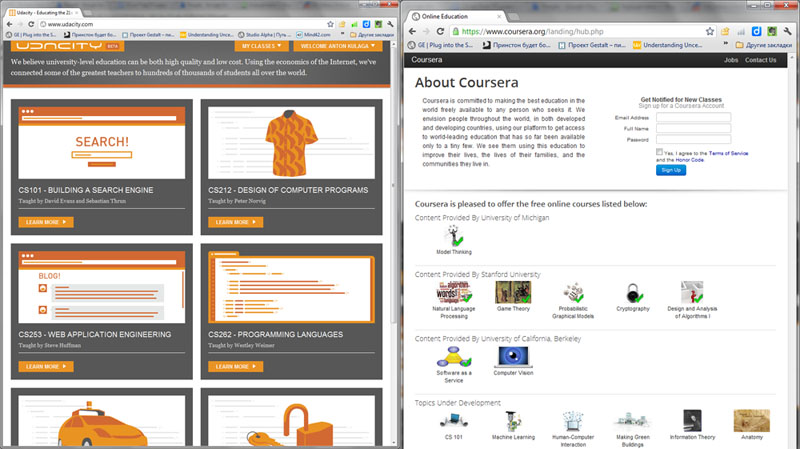 Udacity - Educating the 21
www.udacity.com
GE | Plug into the S...
Принстон будет бо...
Проект Gestalt – пи...
Understanding Unce...
Studio Alpha | Путь ...
Mind42.com
Другие закладки
UDACITY BETA
MY CLASSES
WELCOME ANTON KULAGA
We believe university-level education can be both high quality and low cost. Using the economics of the Internet, we've
connected some of the greatest teachers to hundreds of thousands of students all over the world.
SEARCH!
CS101 - BUILDING A SEARCH ENGINE
Taught by David Evans and Sebastian Thrun
LEARN MORE
CS212 - DESIGN OF COMPUTER PROGRAMS
Taught by Peter Norvig
LEARN MORE
BLOG!
CS253 - WEB APPLICATION ENGINEERING
Taught by Steve Huffman
LEARN MORE
CS262 - PROGRAMMING LANGUAGES
Taught by Westley Weimer
LEARN MORE
Online Education
https://www.coursera.org/landing/hub.php
GE | Plug into the S...
Принстон будет бо...
Проект Gestalt – пи...
Understanding Unce...
Другие закладки
Coursera
Jobs
Contact Us
About Coursera
Coursera is committed to making the best education in the
world freely available to any person who seeks it. We
envision people throughout the world, in both developed
and developing countries, using our platform to get access
to world-leading education that has so far been available
only to a tiny few. We see them using this education to
improve their lives, the lives of their families, and the
communities they live in.
Get Notified for New Classes
Sign up for a Coursera Account
Email Address
Full Name
Password
Yes, I agree to the Terms of Service
and the Honor Code.
Sign Up
Coursera is pleased to offer the free online courses listed below:
Content Provided By University of Michigan
Model Thinking
Content Provided By Stanford University
Natural Language
Processing
Game Theory
Probabilistic
Graphical Models
Cryptography
Design and Analysis
of Algorithms I
Content Provided By University of California, Berkeley
Software as a
Service
Computer Vision
Topics Under Development
CS 101
Machine Learning
Human-Computer
Interaction
Making Green
Buildings
Information Theory
Anatomy